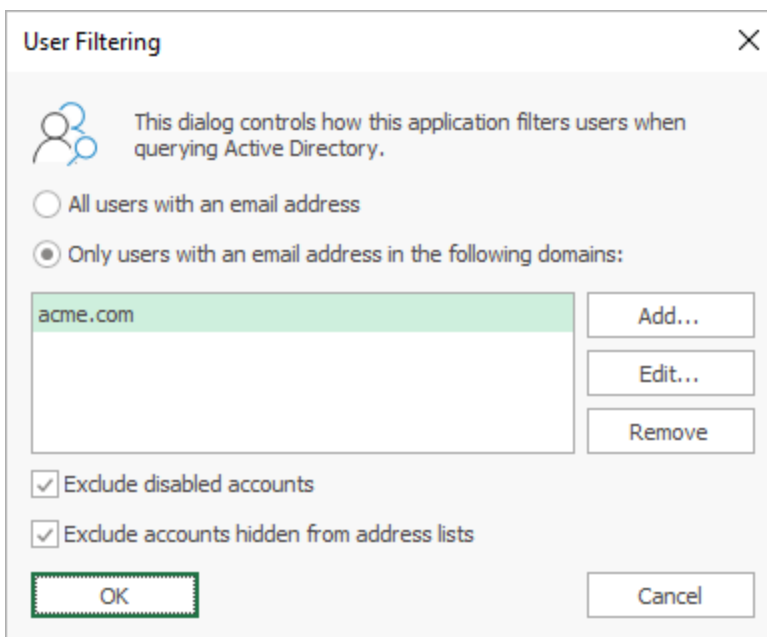 User Filtering
This dialog controls how this application filters users when
querying Active Directory.
All users with an email address
Only users with an email address in the following domains:
acme.com
Add...
Edit...
Remove
Exclude disabled accounts
Exclude accounts hidden from address lists
OK
Cancel